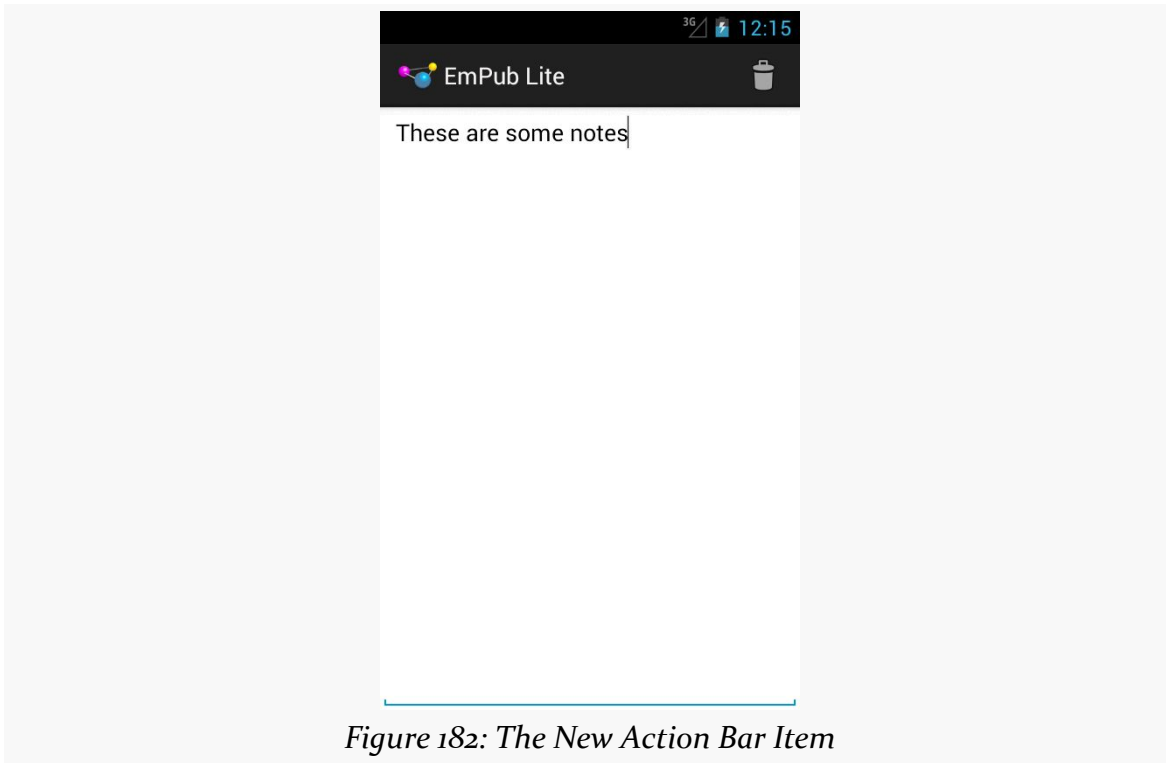 3G 12:15
EmPub Lite
These are some notes
Figure 182: The New Action Bar Item